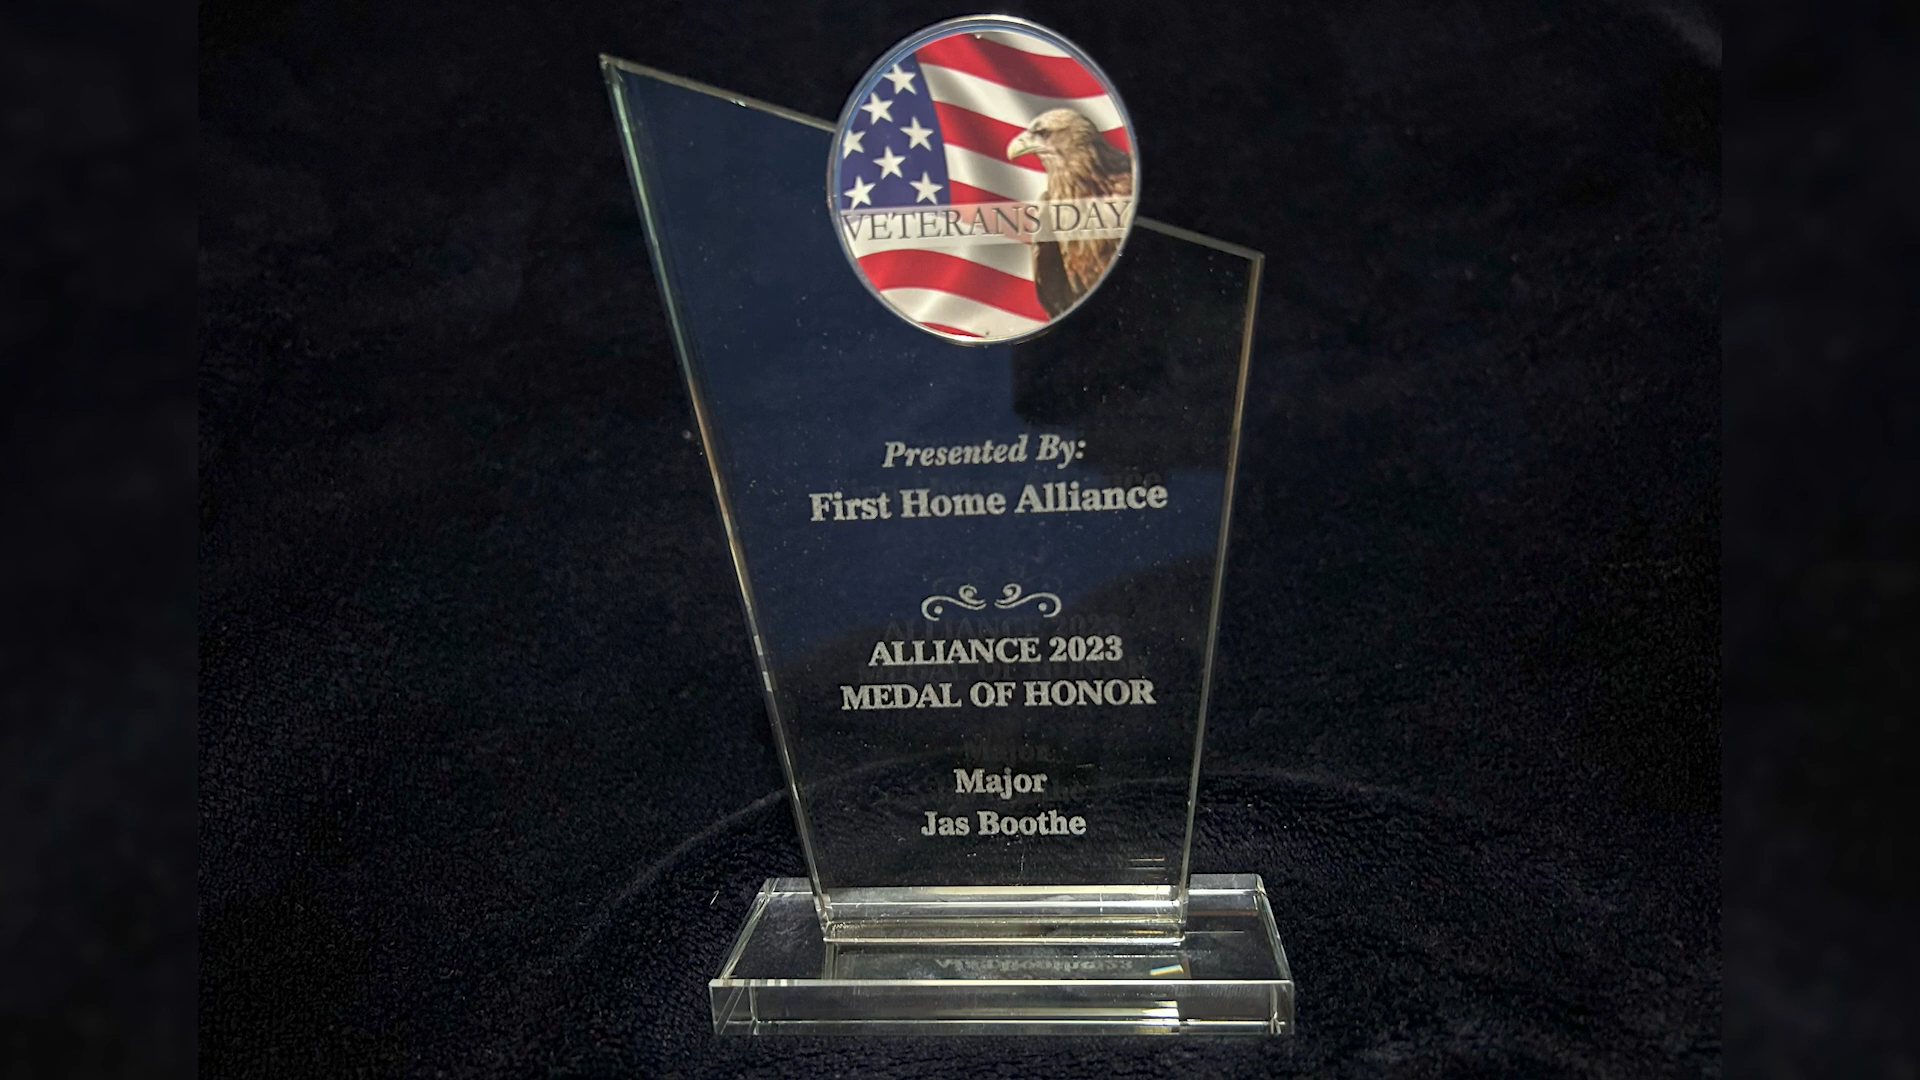 VETERANS DAY
Presented By:
First Home Alliance
ALLIANCE 2023
MEDAL OF HONOR
Major
Jas Boothe